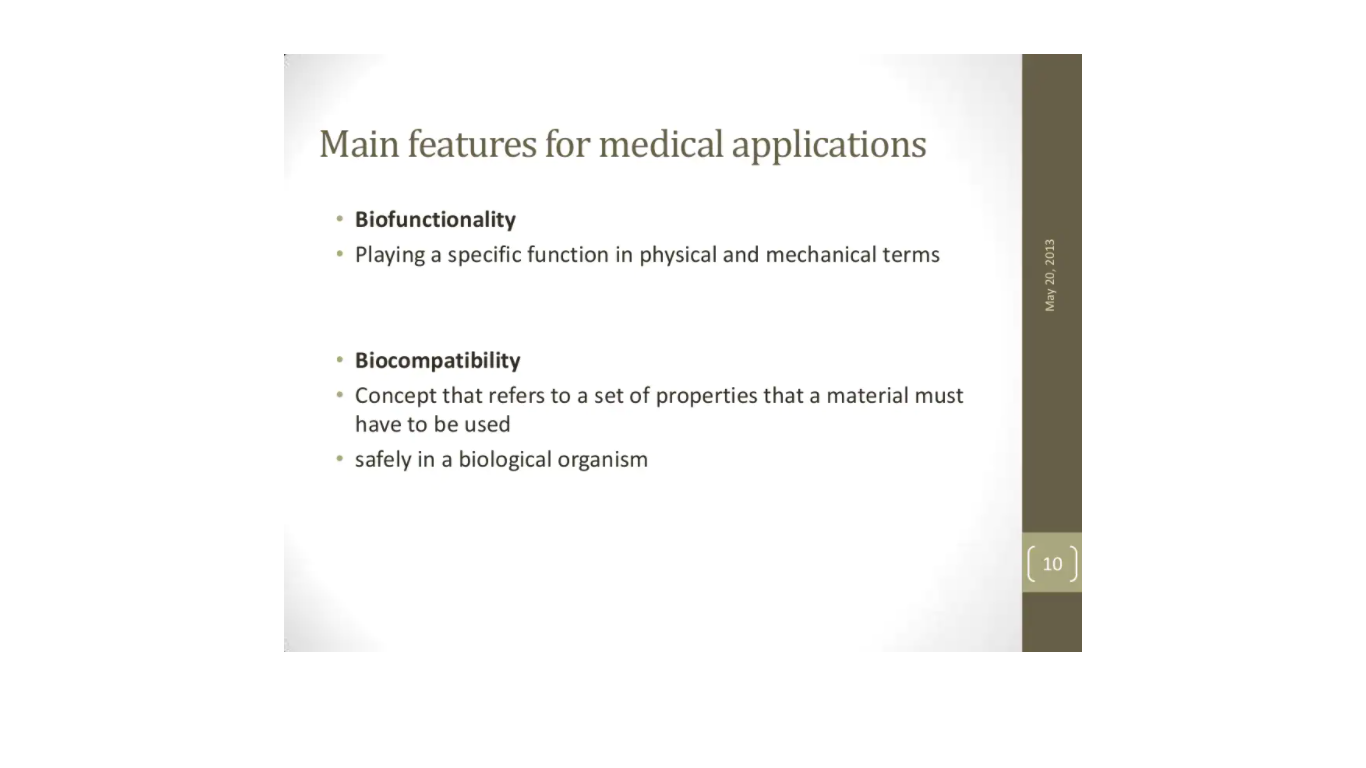 Main features for medical applications
• Biofunctionality
• Playing a specific function in physical and mechanical terms
• Biocompatibility
• Concept that refers to a set of properties that a material must
have to be used
• safely in a biological organism
May 20, 2013
10